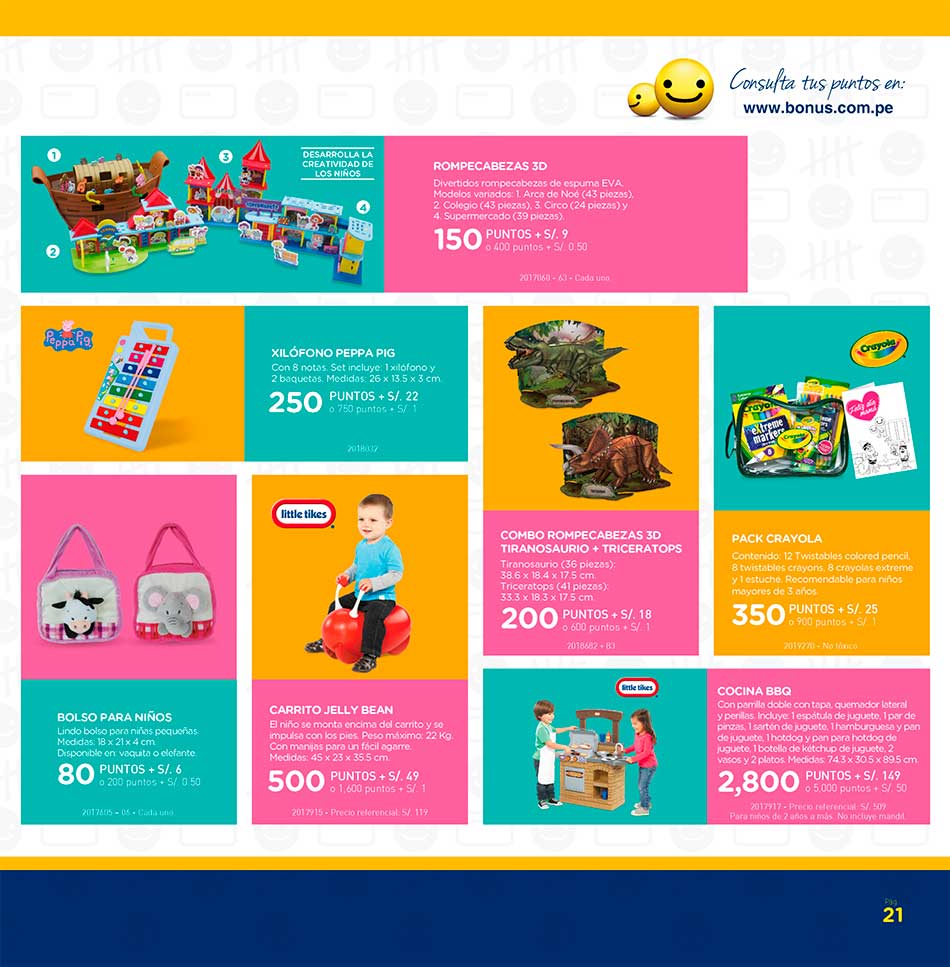 Consulta tus puntos en:
www.bonus.com.pe
1
2
3
4
DESARROLLA LA
CREATIVIDAD DE
LOS NIÑOS
ROMPECABEZAS 3D
Divertidos rompecabezas de espuma EVA.
Modelos variados: 1. Arca de Noé (43 piezas),
2. Colegio (43 piezas), 3. Circo (24 piezas) y
4. Supermercado (39 piezas).
150 PUNTOS + S/. 9
o 400 puntos + S/. 0.50
2017060 - 63 - Cada uno.
Peppa Pig
XILÓFONO PEPPA PIG
Con 8 notas. Set incluye: 1 xilófono y
2 baquetas. Medidas: 26 x 13.5 x 3 cm.
250 PUNTOS + S/. 22
o 750 puntos + S/. 1
2018032
COMBO ROMPECABEZAS 3D
TIRANOSAURIO + TRICERATOPS
Tiranosaurio (36 piezas):
38.6 x 18.4 x 17.5 cm.
Triceratops (41 piezas):
33.3 x 18.3 x 17.5 cm.
200 PUNTOS + S/. 18
o 600 puntos + S/. 1
2018682 + 83
Crayola
Crayola
extreme
markers
8
Crayola
Feliz día
mamá
PACK CRAYOLA
Contenido: 12 Twistables colored pencil,
8 twistables crayons, 8 crayolas extreme
y 1 estuché. Recomendable para niños
mayores de 3 años.
350 PUNTOS + S/. 25
o 900 puntos + S/. 1
2019270 - No tóxico.
BOLSO PARA NIÑOS
Lindo bolso para niñas pequeñas.
Medidas: 18 x 21 x 4 cm.
Disponible en: vaquita o elefante.
80 PUNTOS + S/. 6
o 200 puntos + S/. 0.50
2017605 - 06 - Cada uno.
little tikes
CARRITO JELLY BEAN
El niño se monta encima del carrito y se
impulsa con los pies. Peso máximo: 22 Kg.
Con manijas para un fácil agarre.
Medidas: 45 x 23 x 35.5 cm.
500 PUNTOS + S/. 49
o 1,600 puntos + S/. 1
2017915 - Precio referencial: S/. 119
little tikes
COCINA BBQ
Con parrilla doble con tapa, quemador lateral
y perillas. Incluye: 1 espátula de juguete, 1 par de
pinzas, 1 sartén de juguete, 1 hamburguesa y pan
de juguete, 1 hotdog y pan para hotdog de
juguete, 1 botella de kétchup de juguete, 2
vasos y 2 platos. Medidas: 74.3 x 30.5 x 89.5 cm.
2,800 PUNTOS + S/. 149
o 5,000 puntos + S/. 50
2017917 - Precio referencial: S/. 509
Para niños de 2 años a más. No incluye mandil.
Pág.
21